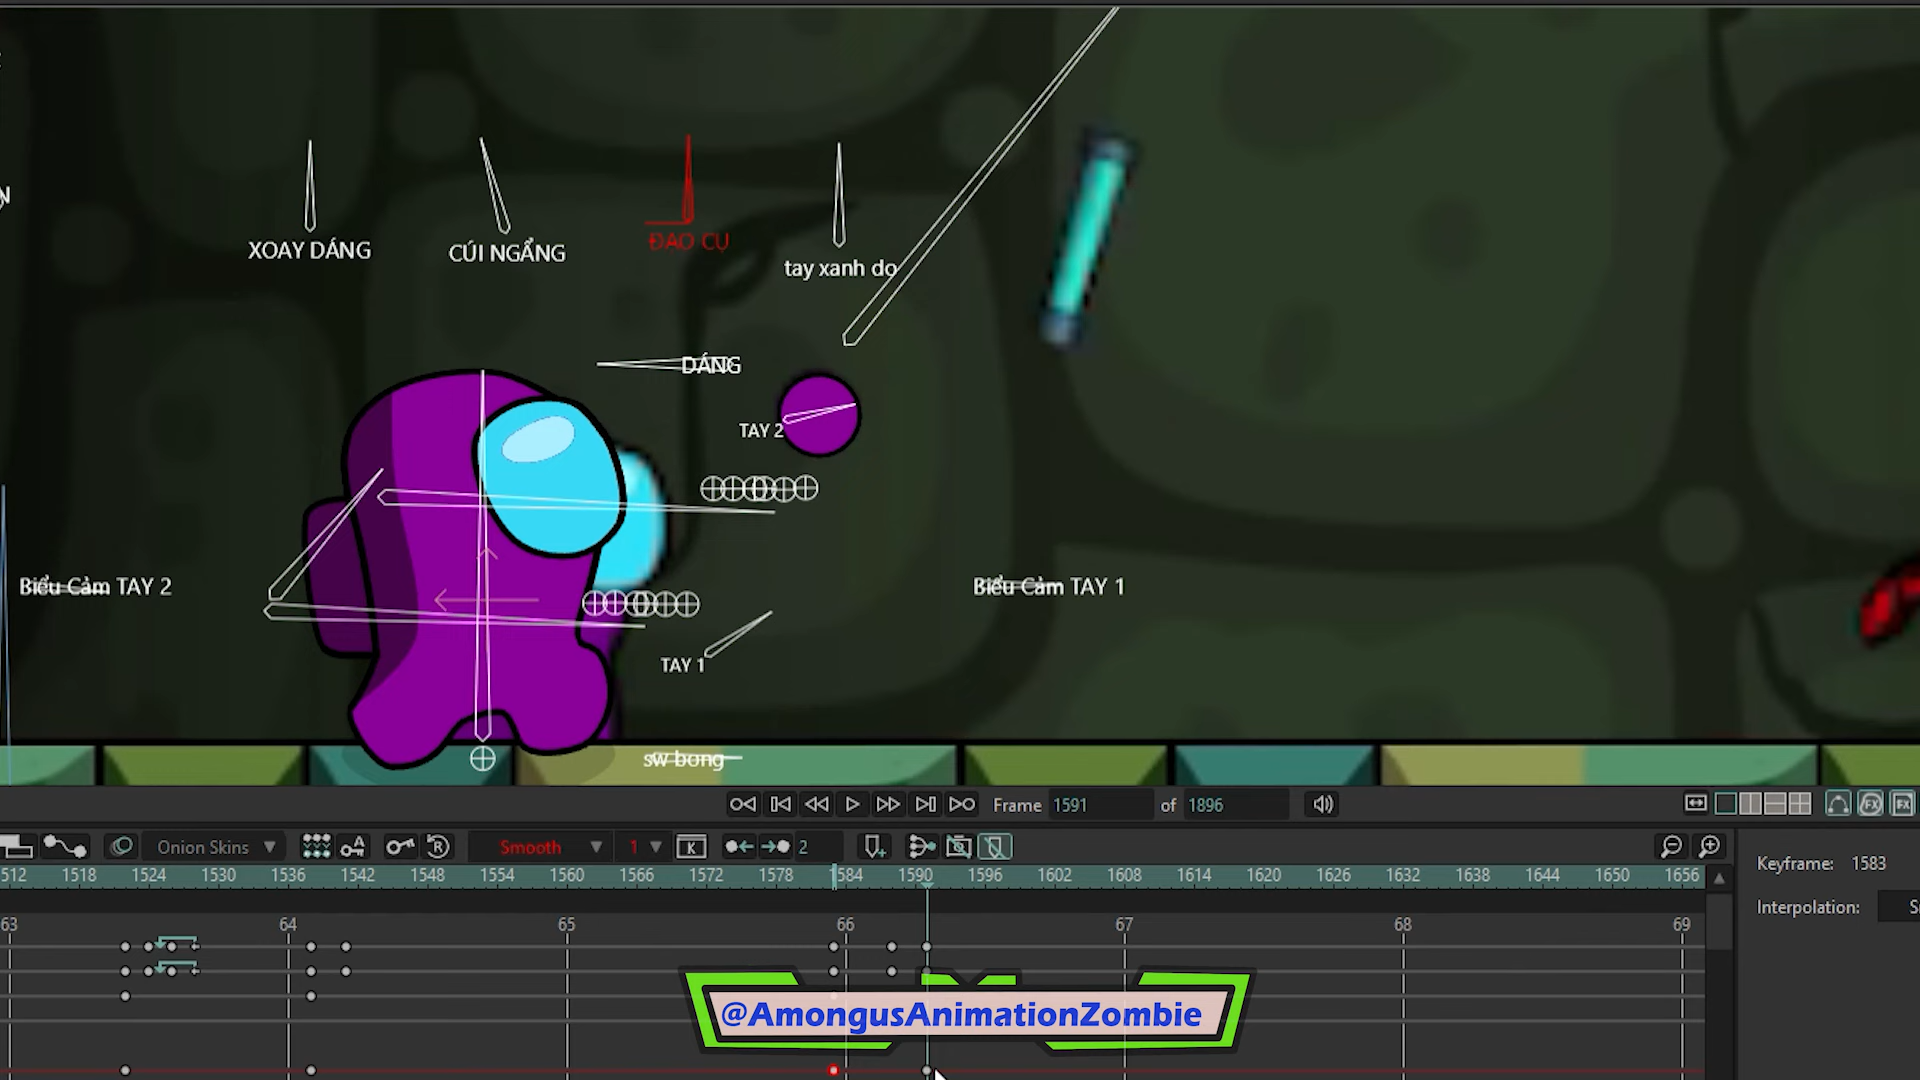 N
XOAY DÁNG
CÚI NGẨNG
ĐẠO CỤ
tay xanh do
DÁNG
TAY 2
Biểu Cảm TAY 2
Biểu Cảm TAY 1
TAY 1
sw bong
Frame 1591 of 1896
FX
FX
Onion Skins
Smooth
1
K
2
512 1518 1524 1530 1536 1542 1548 1554 1560 1566 1572 1578 584 1590 1596 1602 1608 1614 1620 1626 1632 1638 1644 1650 1656
Keyframe: 1583
Interpolation:
63 64 65 66 67 68 69
@AmongusAnimationZombie